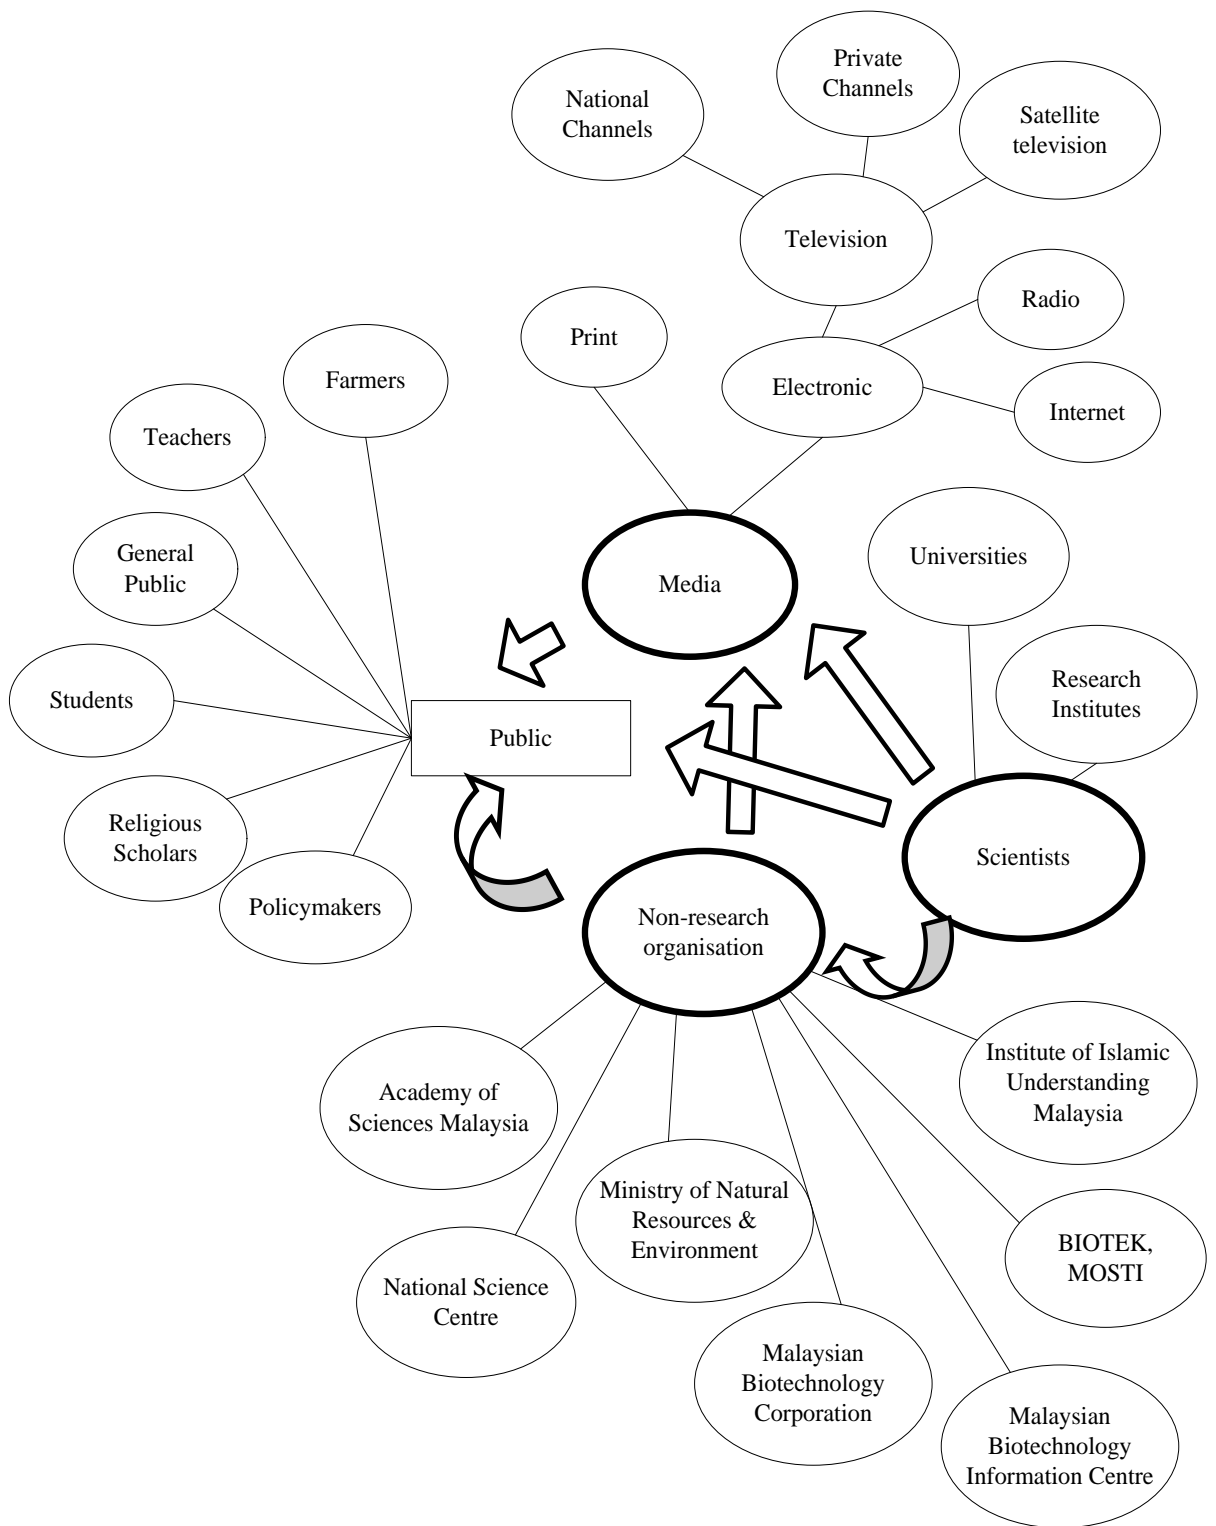 Private
Channels
National
Channels
Satellite
television
Television
Radio
Print
Electronic
Internet
Farmers
Teachers
General
Public
Universities
Media
Students
Research
Institutes
Public
Religious
Scholars
Scientists
Policymakers
Non-research
organisation
Institute of Islamic
Understanding
Malaysia
Academy of
Sciences Malaysia
Ministry of Natural
Resources &
Environment
BIOTEK,
MOSTI
National Science
Centre
Malaysian
Biotechnology
Corporation
Malaysian
Biotechnology
Information Centre